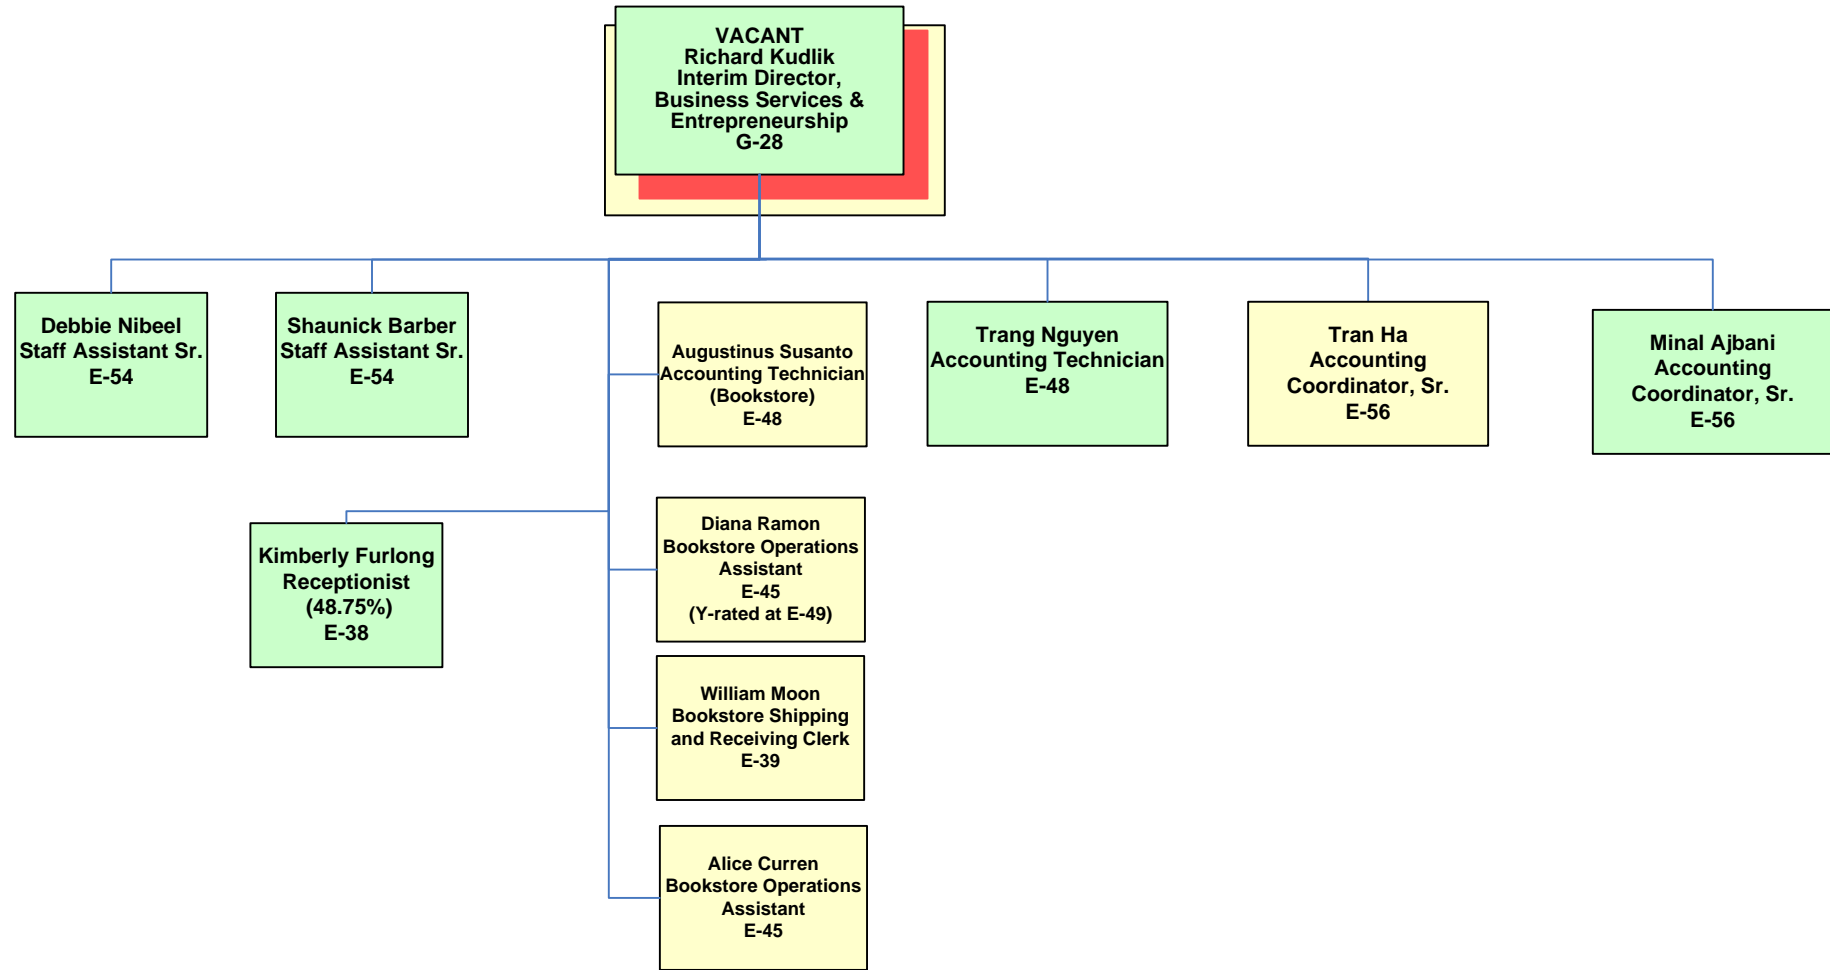 VACANT
Richard Kudlik
Interim Director,
Business Services &
Entrepreneurship
G-28
Debbie Nibeel
Staff Assistant Sr.
E-54
Shaunick Barber
Staff Assistant Sr.
E-54
Augustinus Susanto
Accounting Technician
(Bookstore)
E-48
Trang Nguyen
Accounting Technician
E-48
Tran Ha
Accounting
Coordinator, Sr.
E-56
Minal Ajbani
Accounting
Coordinator, Sr.
E-56
Kimberly Furlong
Receptionist
(48.75%)
E-38
Diana Ramon
Bookstore Operations
Assistant
E-45
(Y-rated at E-49)
William Moon
Bookstore Shipping
and Receiving Clerk
E-39
Alice Curren
Bookstore Operations
Assistant
E-45